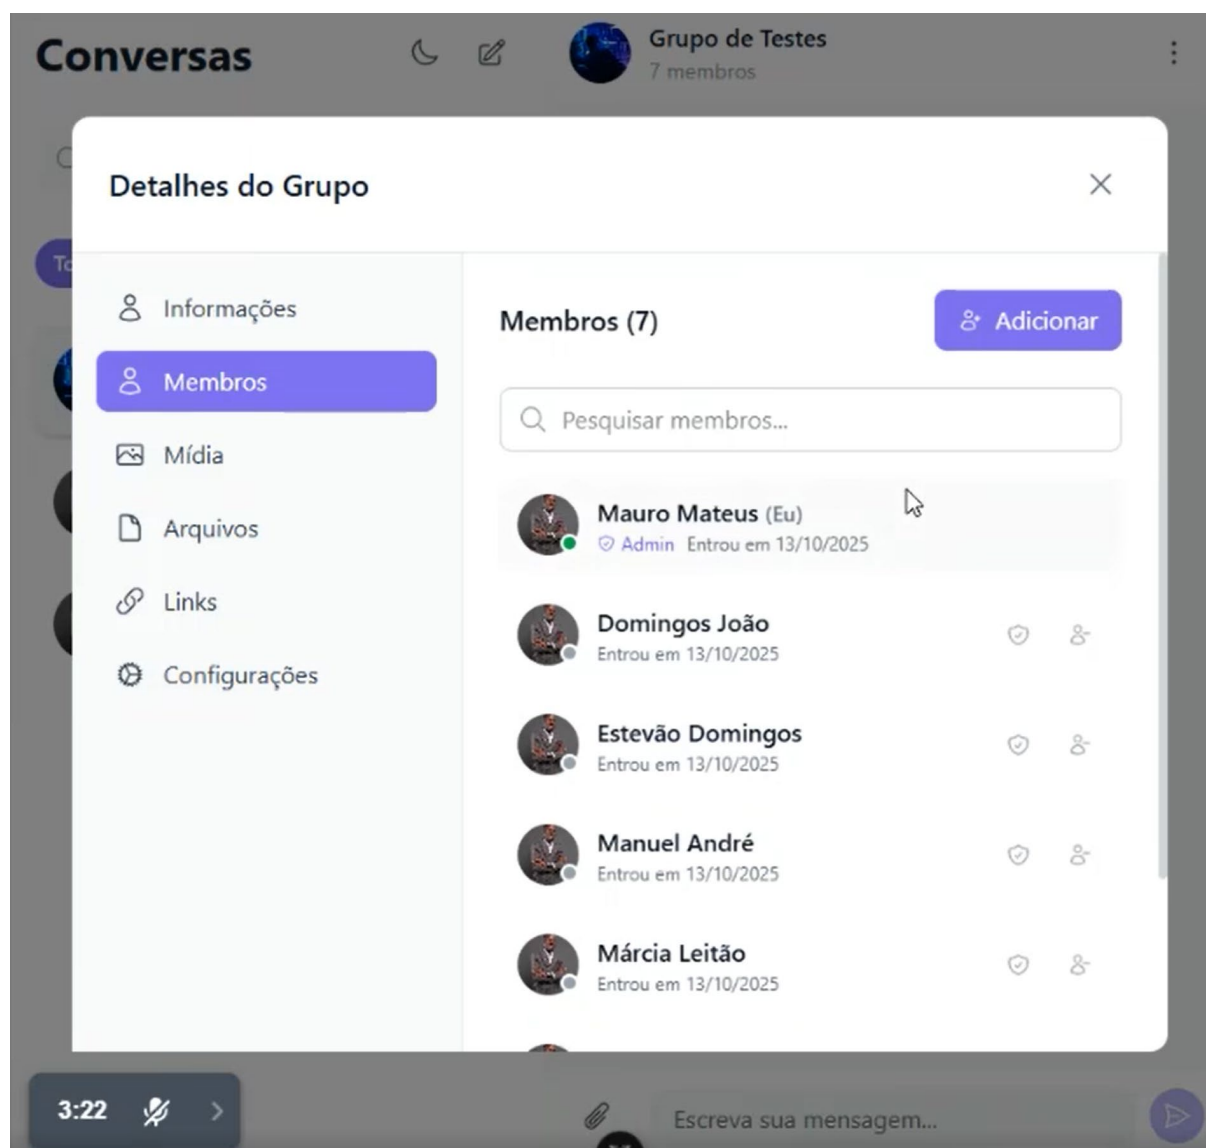 Conversas
Grupo de Testes
7 membros
Detalhes do Grupo
Informações
Membros
Mídia
Arquivos
Links
Configurações
Membros (7)
Adicionar
Pesquisar membros...
Mauro Mateus (Eu)
Admin Entrou em 13/10/2025
Domingos João
Entrou em 13/10/2025
Estevão Domingos
Entrou em 13/10/2025
Manuel André
Entrou em 13/10/2025
Márcia Leitão
Entrou em 13/10/2025
3:22
Escreva sua mensagem...